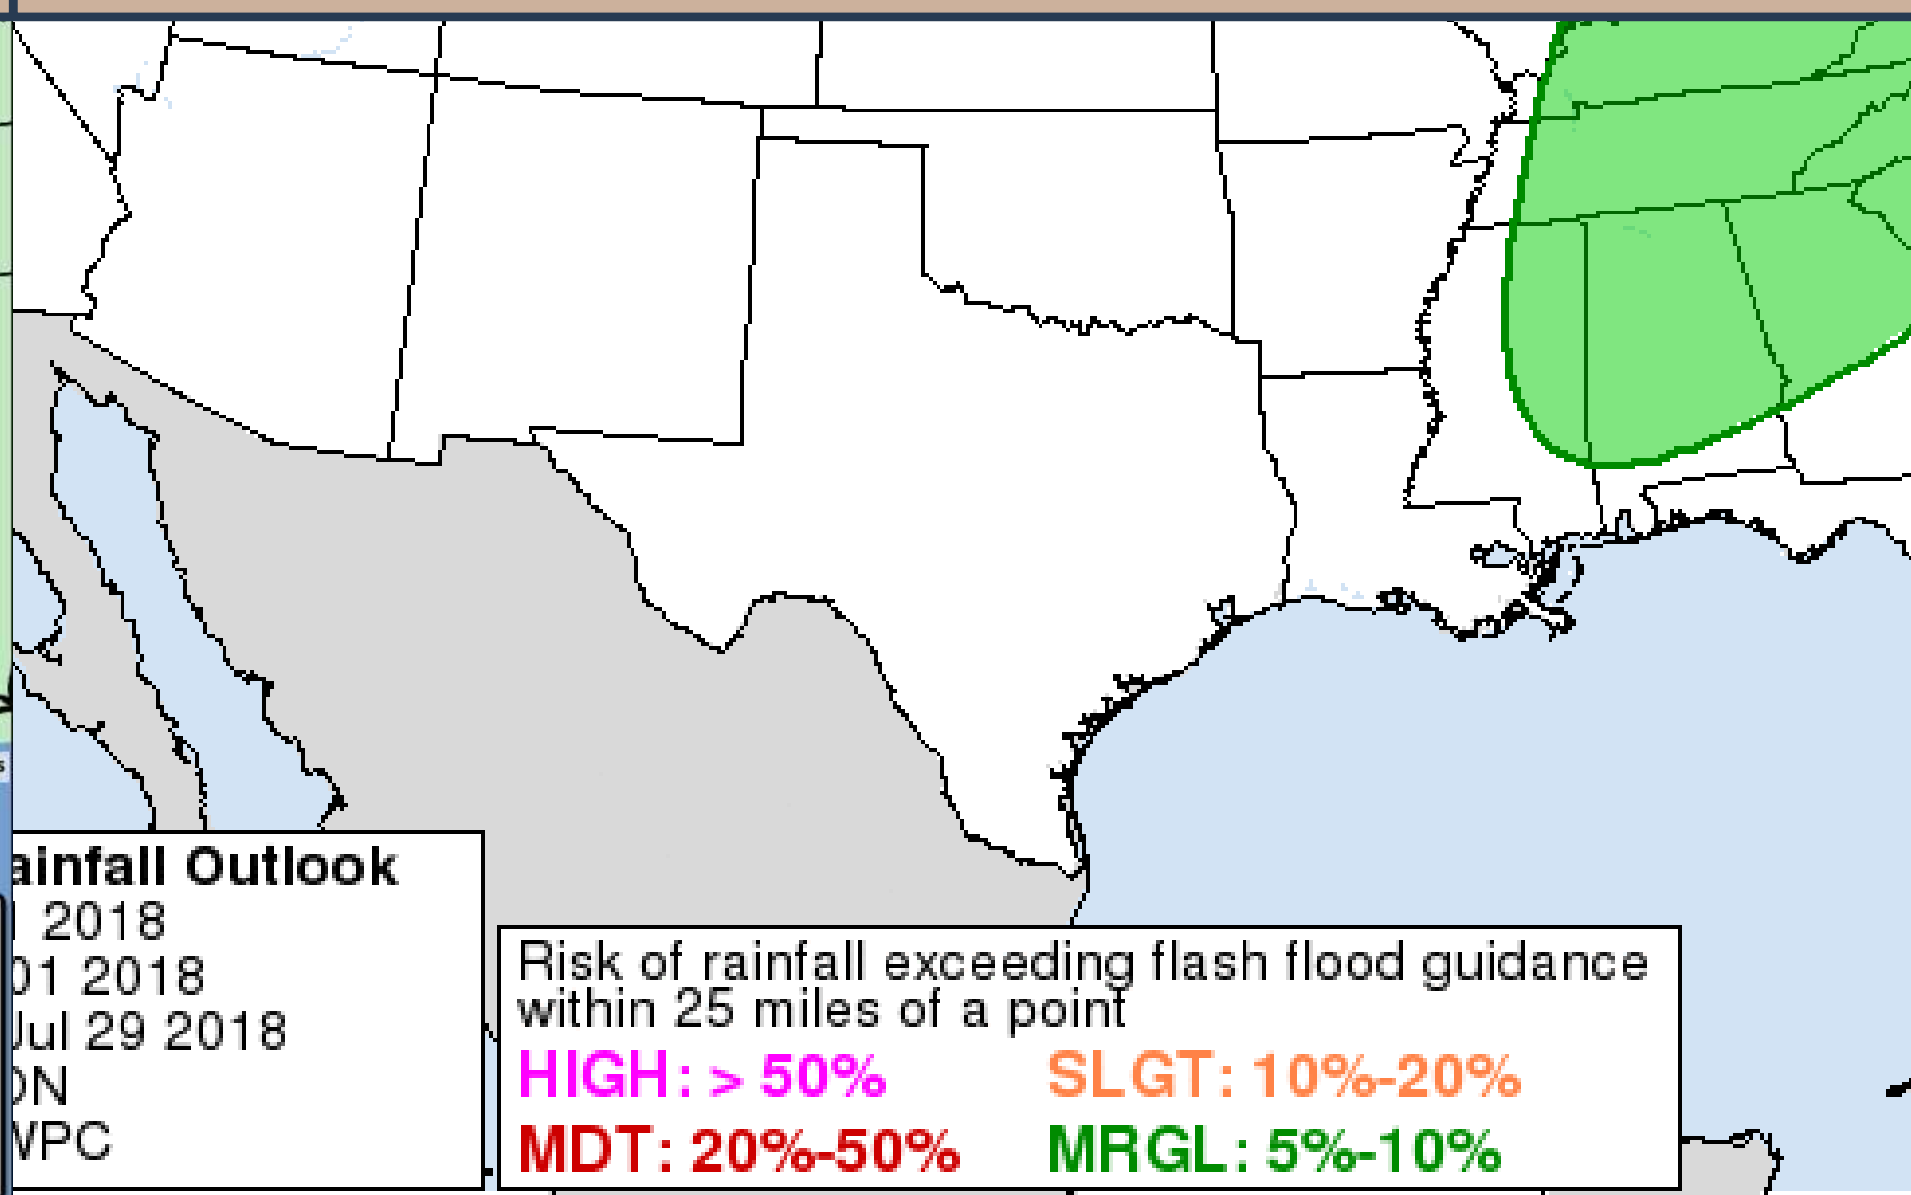 ainfall Outlook
2018
01 2018
Jul 29 2018
ON
WPC
Risk of rainfall exceeding flash flood guidance
within 25 miles of a point
HIGH: > 50%
SLGT: 10%-20%
MDT: 20%-50%
MRGL: 5%-10%